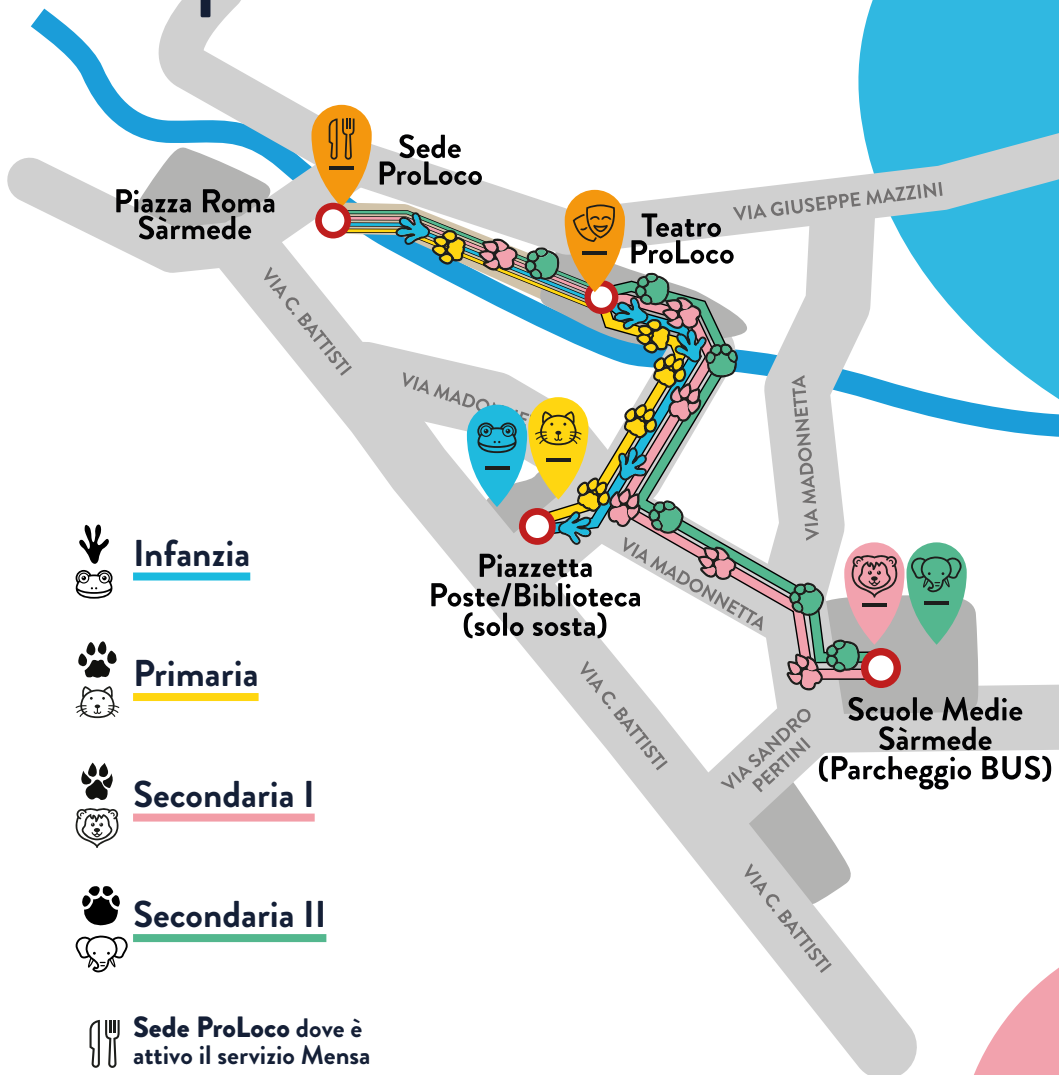 Sede
ProLoco
Piazza Roma
Sàrmede
Teatro
ProLoco
VIA GIUSEPPE MAZZINI
VIA C. BATTISTI
VIA MADONNETTA
VIA MADONNETTA
Piazzetta
Poste/Biblioteca
(solo sosta)
VIA MADONNETTA
Scuole Medie
Sàrmede
(Parcheggio BUS)
VIA SANDRO
PERTINI
VIA C. BATTISTI
VIA C. BATTISTI
Infanzia
Primaria
Secondaria I
Secondaria II
Sede ProLoco dove è
attivo il servizio Mensa